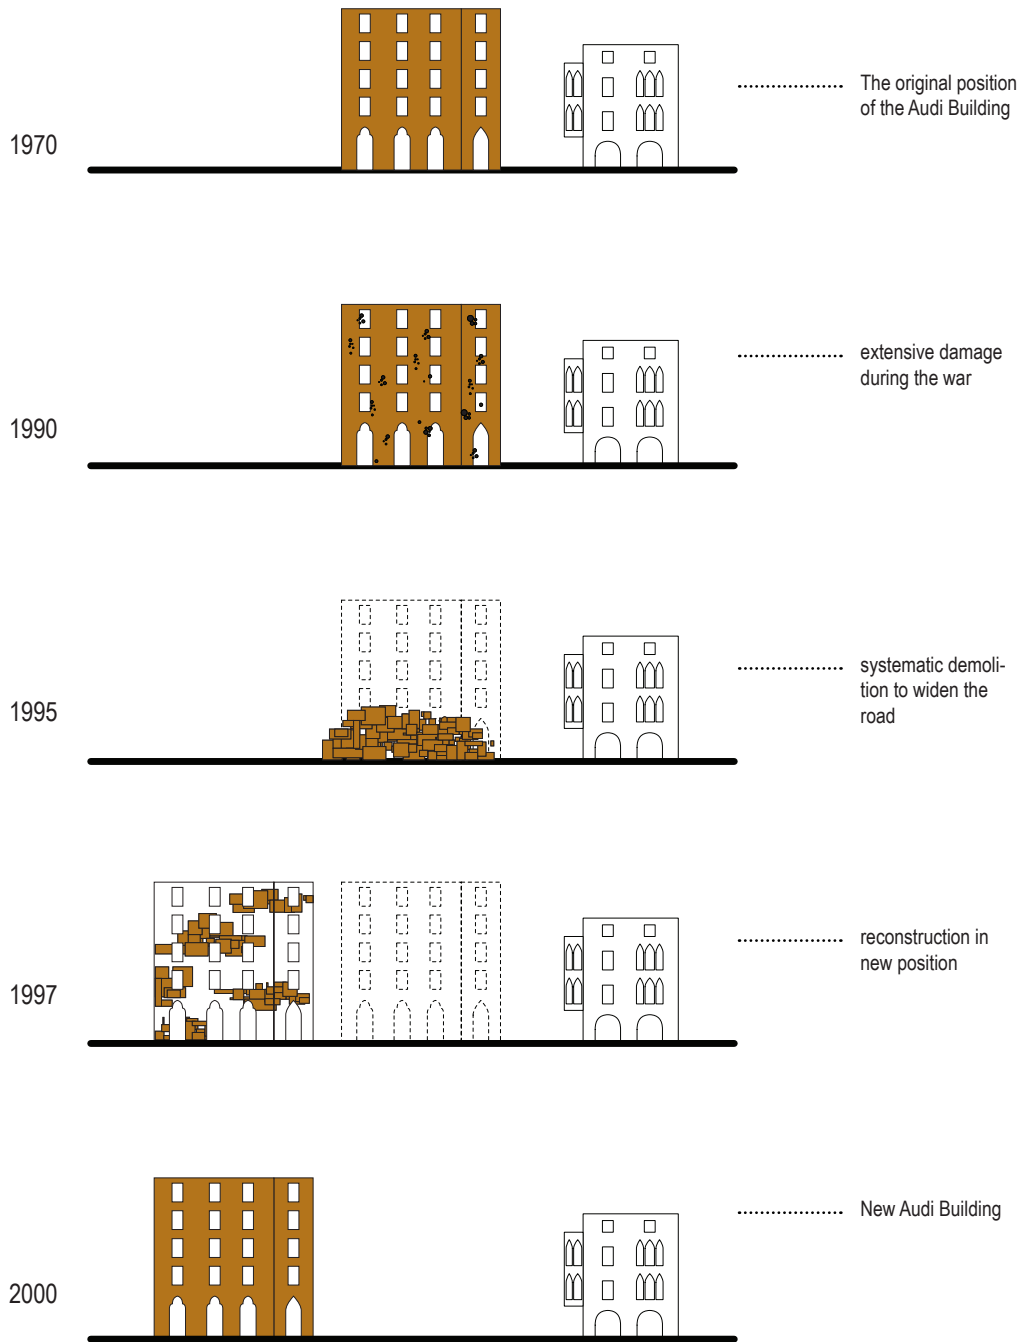 The original position
of the Audi Building
1970
extensive damage
during the war
1990
systematic demoli-
tion to widen the
road
1995
reconstruction in
new position
1997
New Audi Building
2000